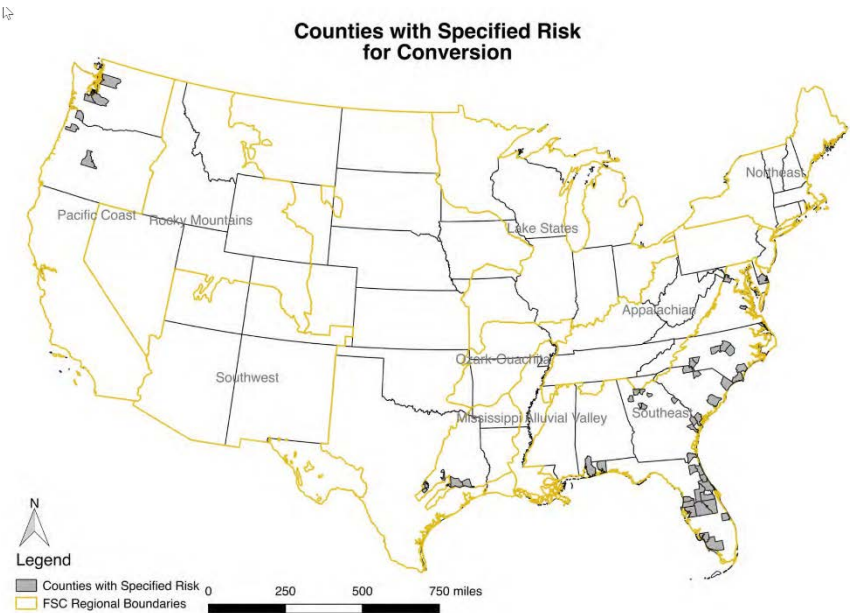 Counties with Specified Risk
for Conversion
Northeast
Pacific Coast
Rocky Mountains
Lake States
Appalachian
Ozark-Ouachita
Southwest
Mississippi Alluvial Valley
Southeast
N
Legend
Counties with Specified Risk
FSC Regional Boundaries
0 250 500 750 miles